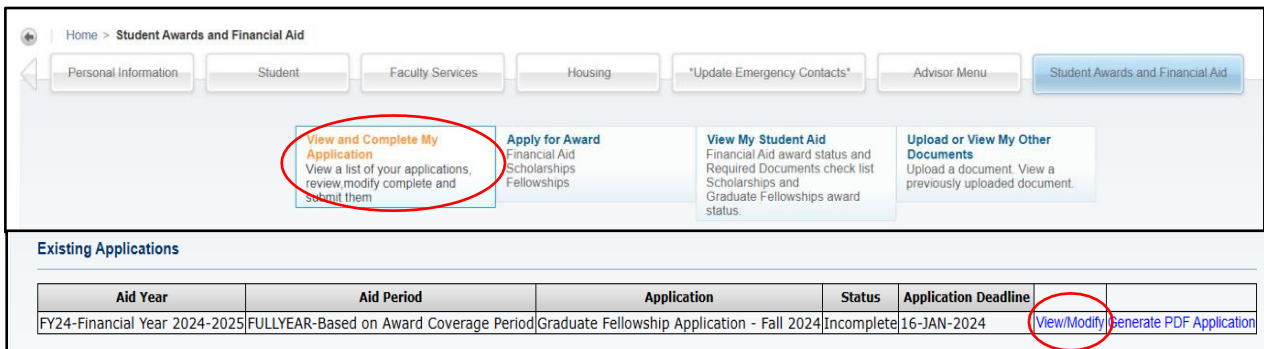 Home > Student Awards and Financial Aid
Personal Information Student Faculty Services Housing *Update Emergency Contacts* Advisor Menu Student Awards and Financial Aid
View and Complete My
Application
View a list of your applications,
review,modify complete and
submit them
Apply for Award
Financial Aid
Scholarships
Fellowships
View My Student Aid
Financial Aid award status and
Required Documents check list
Scholarships and
Graduate Fellowships award
status.
Upload or View My Other
Documents
Upload a document. View a
previously uploaded document.
Existing Applications
Aid Year Aid Period Application Status Application Deadline
FY24-Financial Year 2024-2025 FULLYEAR-Based on Award Coverage Period Graduate Fellowship Application - Fall 2024 Incomplete 16-JAN-2024 View/Modify Generate PDF Application